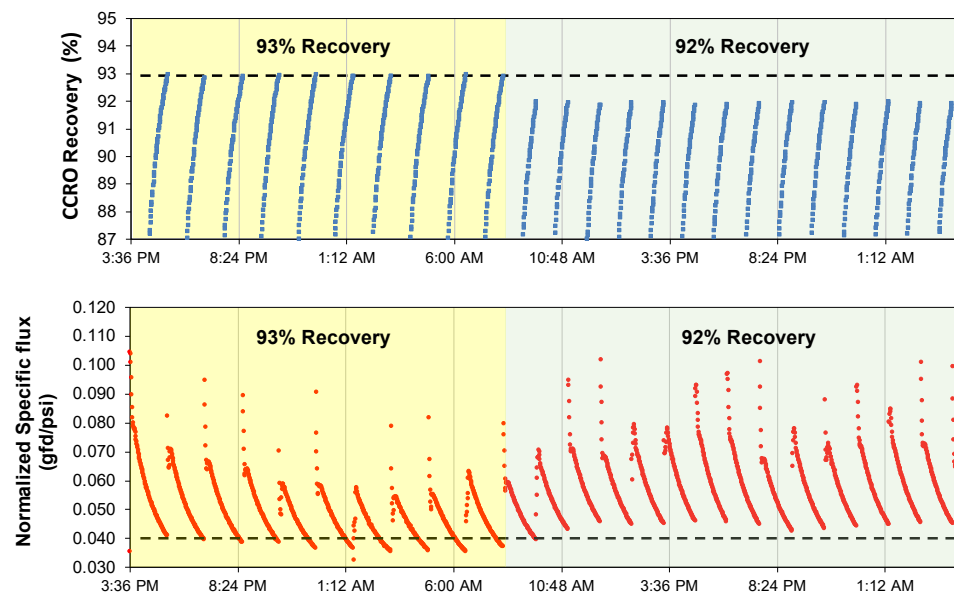 95
94
93
92
91
90
89
88
87
CCRO Recovery (%)
93% Recovery
92% Recovery
3:36 PM
8:24 PM
1:12 AM
6:00 AM
10:48 AM
3:36 PM
8:24 PM
1:12 AM
0.120
0.110
0.100
0.090
0.080
0.070
0.060
0.050
0.040
0.030
Normalized Specific flux
(gfd/psi)
93% Recovery
92% Recovery
3:36 PM
8:24 PM
1:12 AM
6:00 AM
10:48 AM
3:36 PM
8:24 PM
1:12 AM